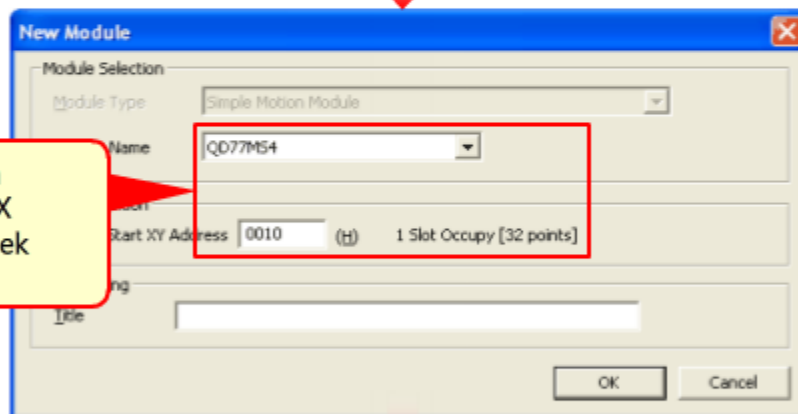 New Module
Module Selection
Module Type Simple Motion Module
Name QD77MS4
X
ek
Start XY Address 0010 (H) 1 Slot Occupy [32 points]
Title
OK Cancel